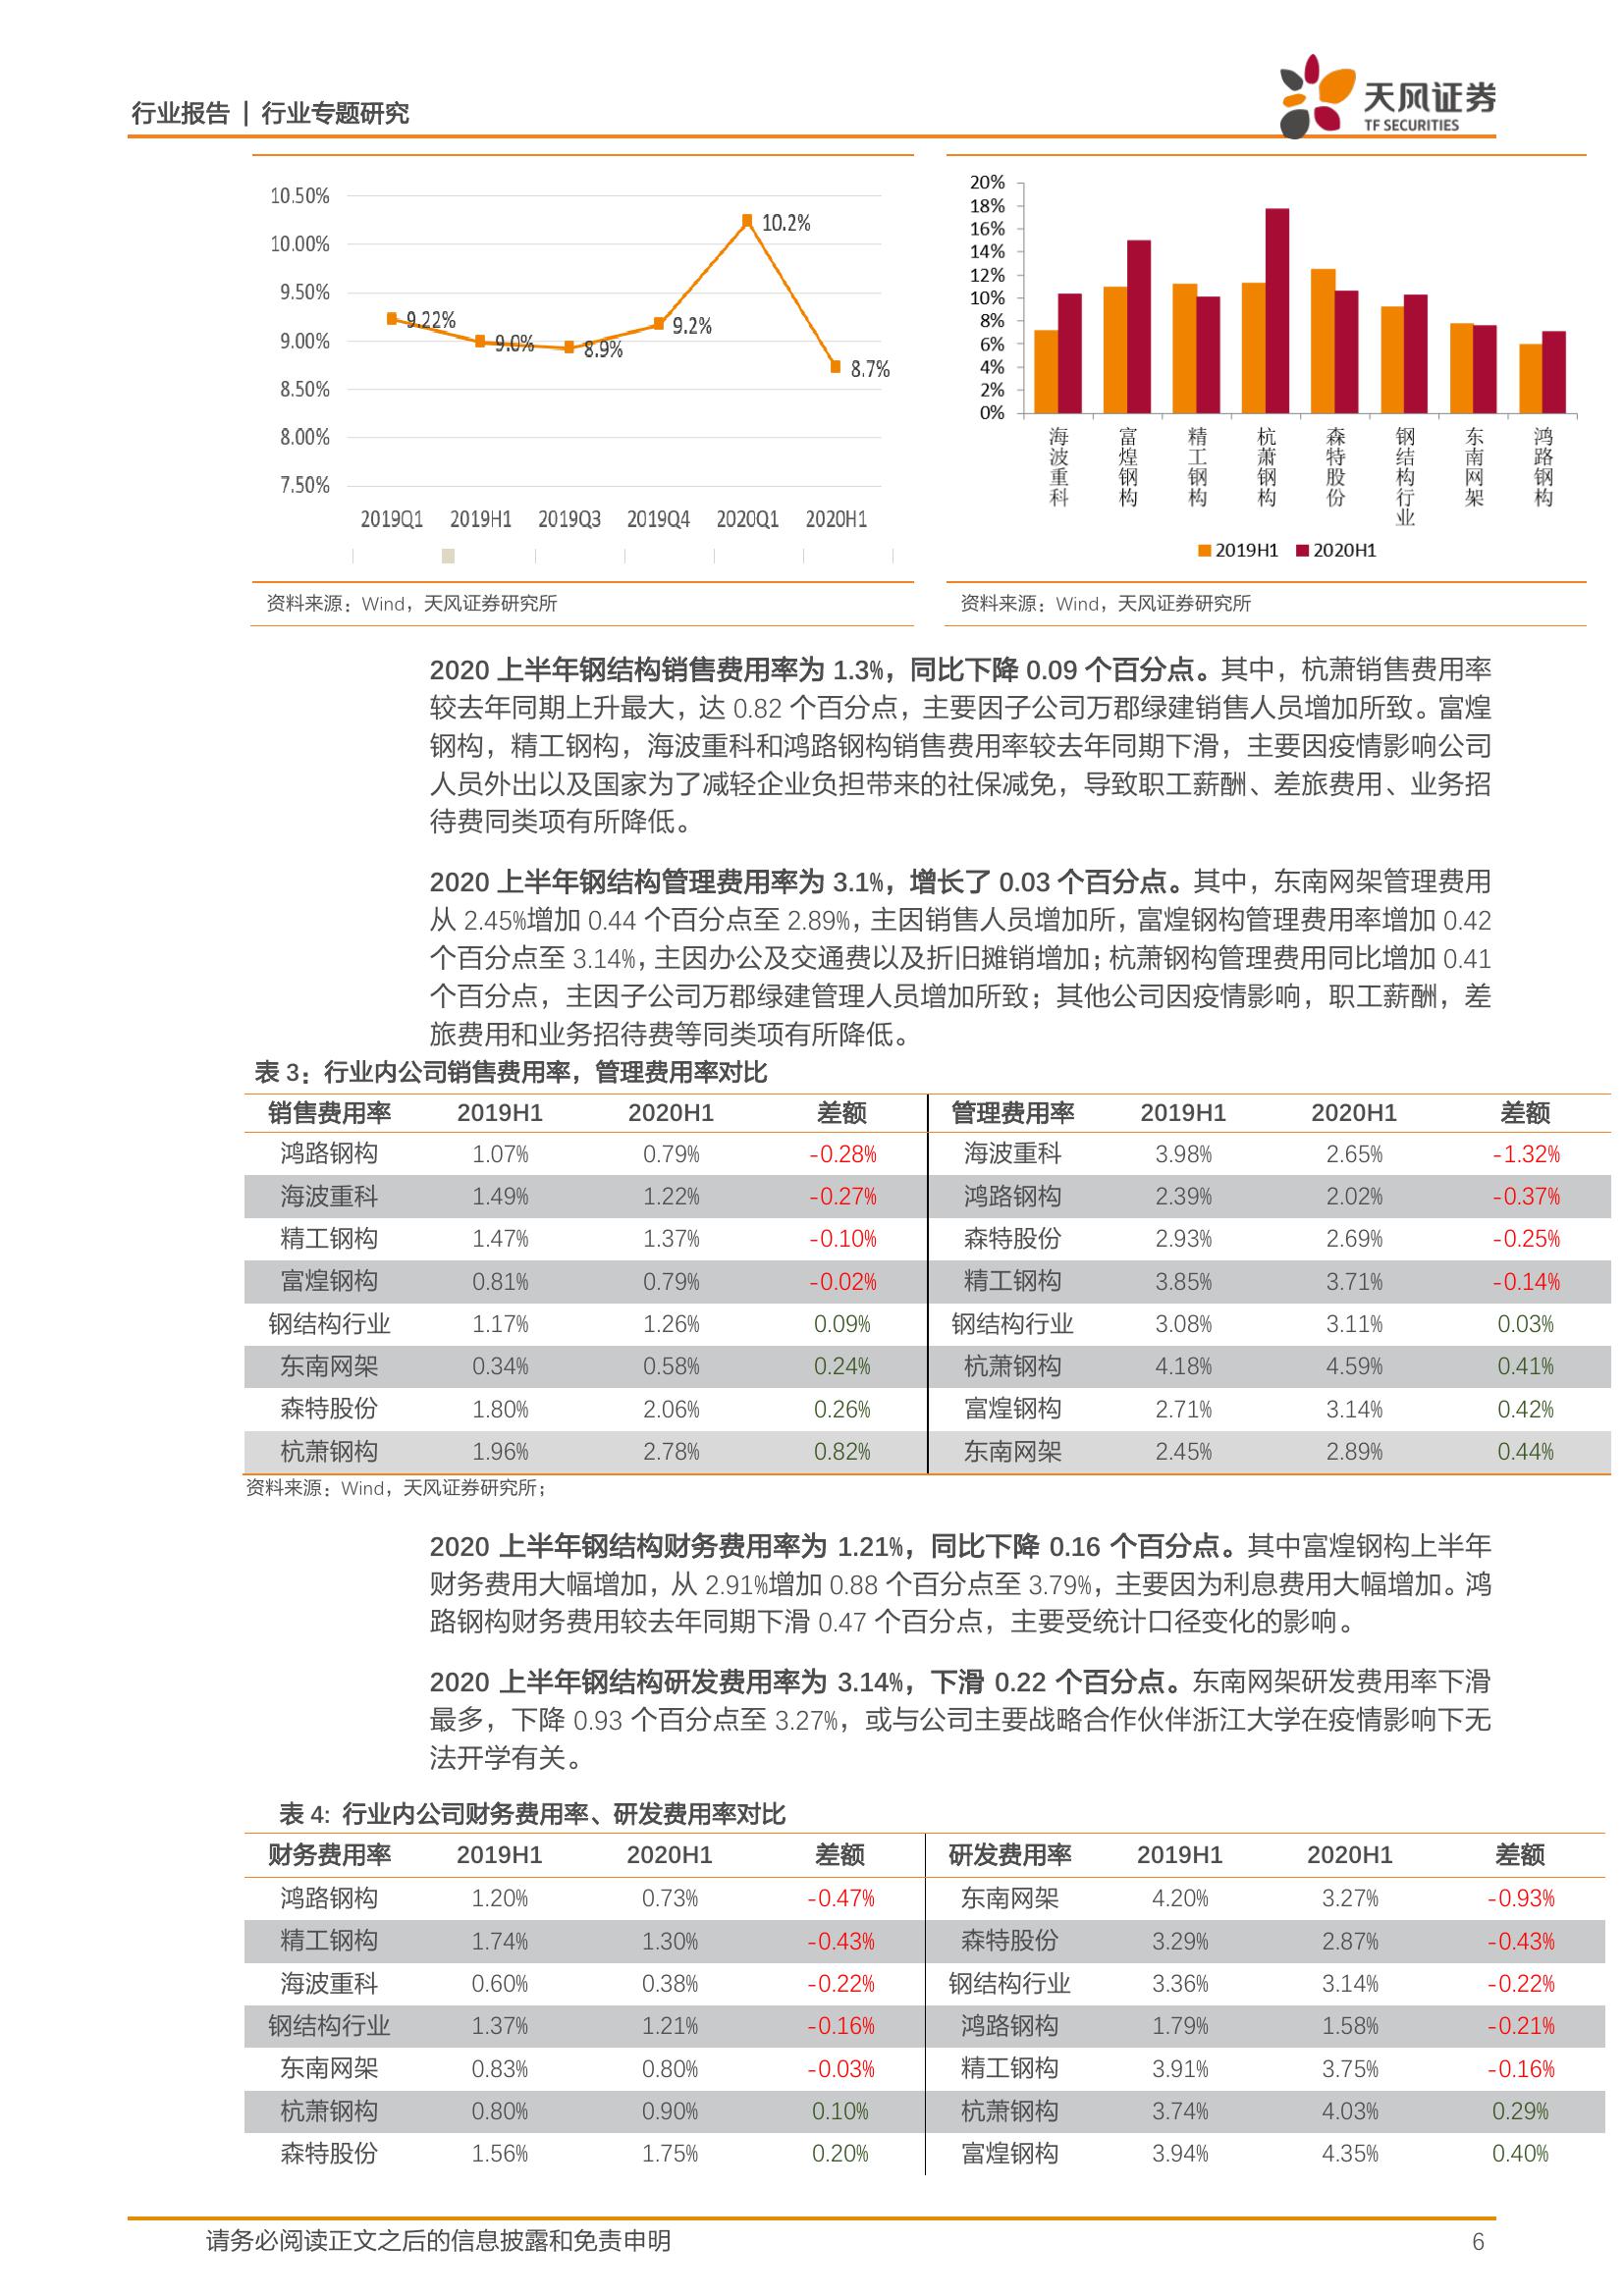 行业报告 | 行业专题研究
天风证券
TF SECURITIES
10.50%
10.00%
9.50%
9.00%
8.50%
8.00%
7.50%
9.22%
9.0%
8.9%
9.2%
10.2%
8.7%
2019Q1 2019H1 2019Q3 2019Q4 2020Q1 2020H1
资料来源：Wind，天风证券研究所
20%
18%
16%
14%
12%
10%
8%
6%
4%
2%
0%
海波重科
富煌钢构
精工钢构
杭萧钢构
森特股份
钢结构行业
东南网架
鸿路钢构
2019H1 2020H1
资料来源：Wind，天风证券研究所
2020 上半年钢结构销售费用率为 1.3%，同比下降 0.09 个百分点。其中，杭萧销售费用率
较去年同期上升最大，达 0.82 个百分点，主要因子公司万郡绿建销售人员增加所致。富煌
钢构，精工钢构，海波重科和鸿路钢构销售费用率较去年同期下滑，主要因疫情影响公司
人员外出以及国家为了减轻企业负担带来的社保减免，导致职工薪酬、差旅费用、业务招
待费同类项有所降低。
2020 上半年钢结构管理费用率为 3.1%，增长了 0.03 个百分点。其中，东南网架管理费用
从 2.45%增加 0.44 个百分点至 2.89%，主因销售人员增加所，富煌钢构管理费用率增加 0.42
个百分点至 3.14%，主因办公及交通费以及折旧摊销增加；杭萧钢构管理费用同比增加 0.41
个百分点，主因子公司万郡绿建管理人员增加所致；其他公司因疫情影响，职工薪酬，差
旅费用和业务招待费等同类项有所降低。
表 3：行业内公司销售费用率，管理费用率对比
销售费用率 2019H1 2020H1 差额 管理费用率 2019H1 2020H1 差额
鸿路钢构 1.07% 0.79% -0.28% 海波重科 3.98% 2.65% -1.32%
海波重科 1.49% 1.22% -0.27% 鸿路钢构 2.39% 2.02% -0.37%
精工钢构 1.47% 1.37% -0.10% 森特股份 2.93% 2.69% -0.25%
富煌钢构 0.81% 0.79% -0.02% 精工钢构 3.85% 3.71% -0.14%
钢结构行业 1.17% 1.26% 0.09% 钢结构行业 3.08% 3.11% 0.03%
东南网架 0.34% 0.58% 0.24% 杭萧钢构 4.18% 4.59% 0.41%
森特股份 1.80% 2.06% 0.26% 富煌钢构 2.71% 3.14% 0.42%
杭萧钢构 1.96% 2.78% 0.82% 东南网架 2.45% 2.89% 0.44%
资料来源：Wind，天风证券研究所；
2020 上半年钢结构财务费用率为 1.21%，同比下降 0.16 个百分点。其中富煌钢构上半年
财务费用大幅增加，从 2.91%增加 0.88 个百分点至 3.79%，主要因为利息费用大幅增加。鸿
路钢构财务费用较去年同期下滑 0.47 个百分点，主要受统计口径变化的影响。
2020 上半年钢结构研发费用率为 3.14%，下滑 0.22 个百分点。东南网架研发费用率下滑
最多，下降 0.93 个百分点至 3.27%，或与公司主要战略合作伙伴浙江大学在疫情影响下无
法开学有关。
表 4: 行业内公司财务费用率、研发费用率对比
财务费用率 2019H1 2020H1 差额 研发费用率 2019H1 2020H1 差额
鸿路钢构 1.20% 0.73% -0.47% 东南网架 4.20% 3.27% -0.93%
精工钢构 1.74% 1.30% -0.43% 森特股份 3.29% 2.87% -0.43%
海波重科 0.60% 0.38% -0.22% 钢结构行业 3.36% 3.14% -0.22%
钢结构行业 1.37% 1.21% -0.16% 鸿路钢构 1.79% 1.58% -0.21%
东南网架 0.83% 0.80% -0.03% 精工钢构 3.91% 3.75% -0.16%
杭萧钢构 0.80% 0.90% 0.10% 杭萧钢构 3.74% 4.03% 0.29%
森特股份 1.56% 1.75% 0.20% 富煌钢构 3.94% 4.35% 0.40%
请务必阅读正文之后的信息披露和免责申明 6